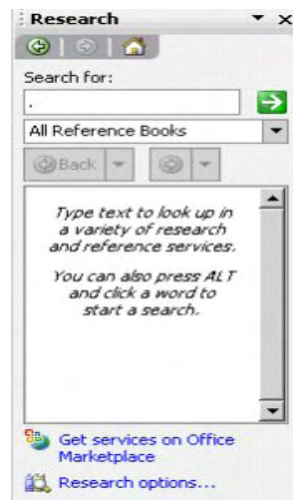 Research
Search for:
.
All Reference Books
Back
Type text to look up in
a variety of research
and reference services.
You can also press ALT
and click a word to
start a search.
Get services on Office
Marketplace
Research options...